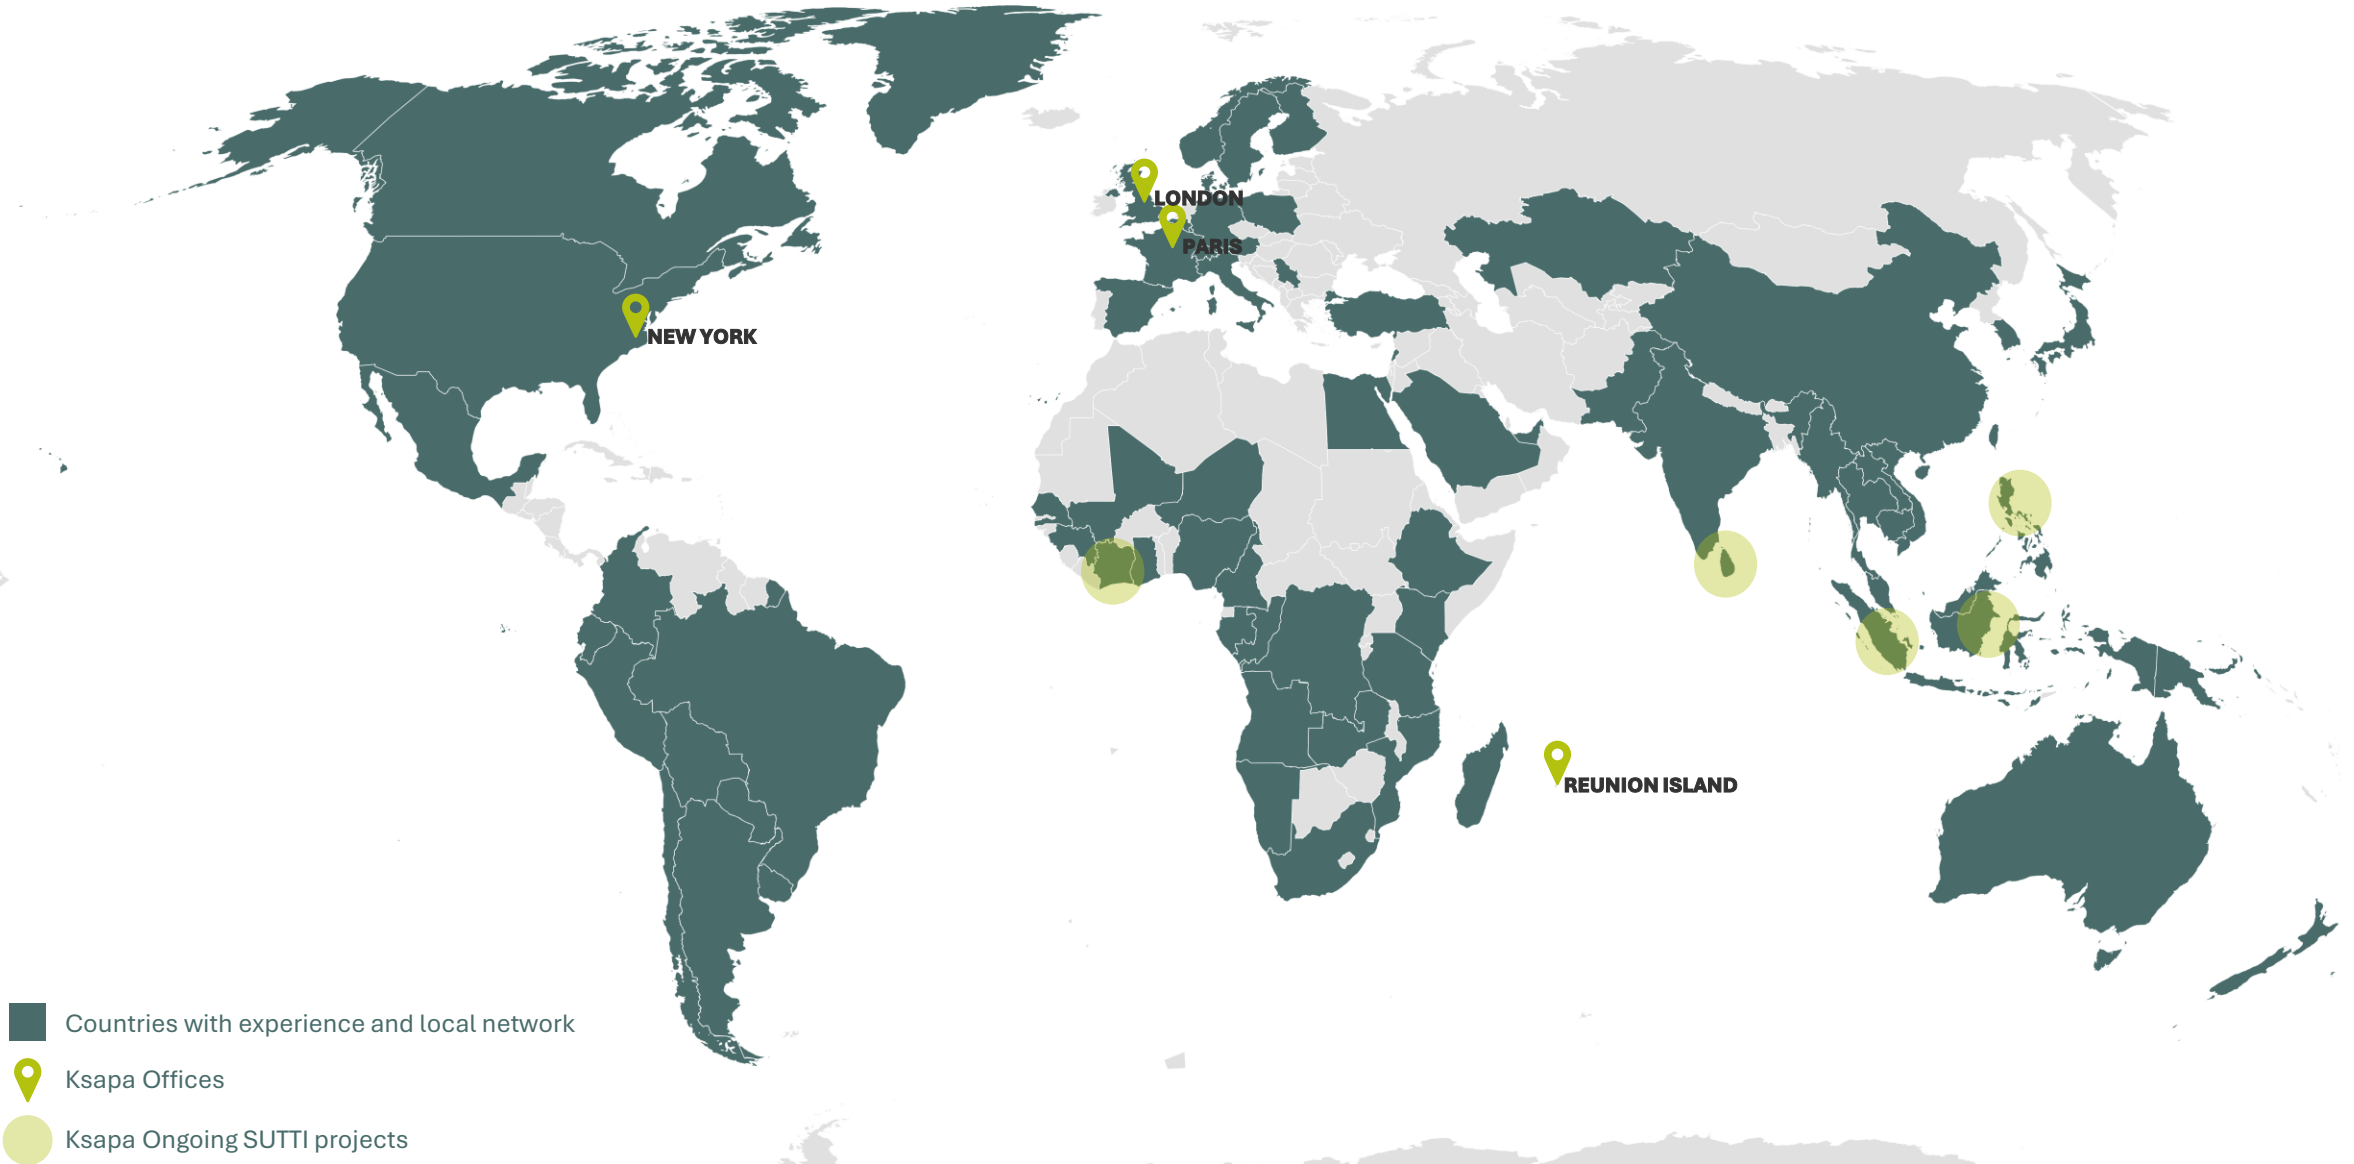 LONDON
PARIS
NEW YORK
REUNION ISLAND
Countries with experience and local network
Ksapa Offices
Ksapa Ongoing SUTTI projects